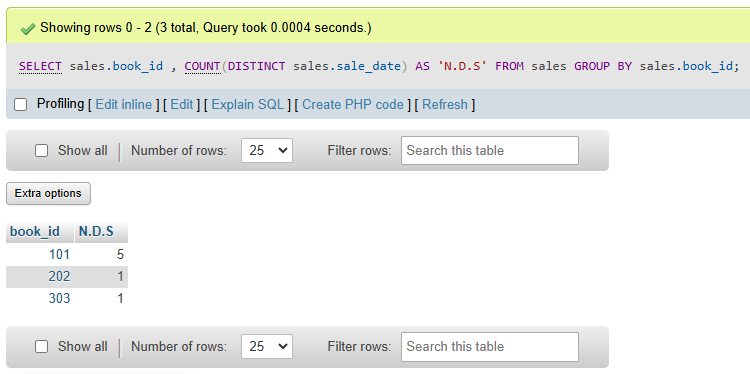 Showing rows 0 - 2 (3 total, Query took 0.0004 seconds.)
SELECT sales.book_id , COUNT(DISTINCT sales.sale_date) AS 'N.D.S' FROM sales GROUP BY sales.book_id;
Profiling [ Edit inline ] [ Edit ] [ Explain SQL ] [ Create PHP code ] [ Refresh ]
Show all | Number of rows: 25 Filter rows: Search this table
Extra options
book_id N.D.S
101 5
202 1
303 1
Show all | Number of rows: 25 Filter rows: Search this table